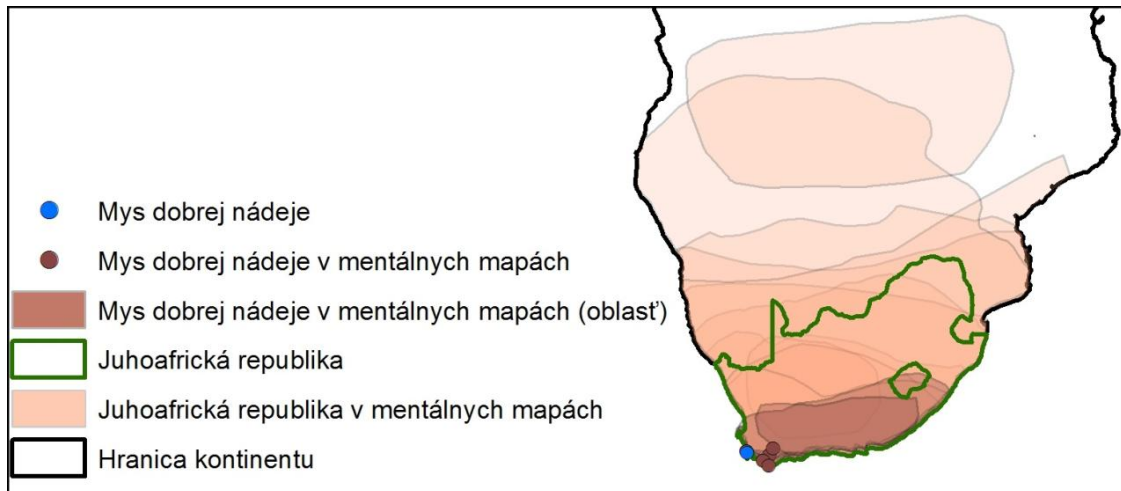 Mys dobrej nádeje
Mys dobrej nádeje v mentálnych mapách
Mys dobrej nádeje v mentálnych mapách (oblasť)
Juhoafrická republika
Juhoafrická republika v mentálnych mapách
Hranica kontinentu